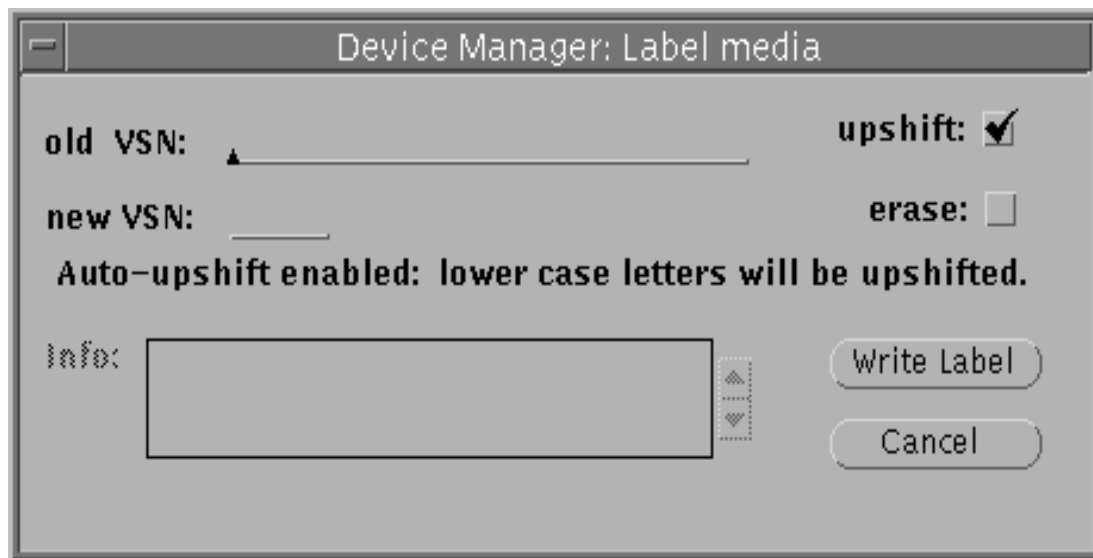 Device Manager: Label media
old VSN:
upshift:
new VSN:
erase:
Auto-upshift enabled: lower case letters will be upshifted.
Info:
Write Label
Cancel